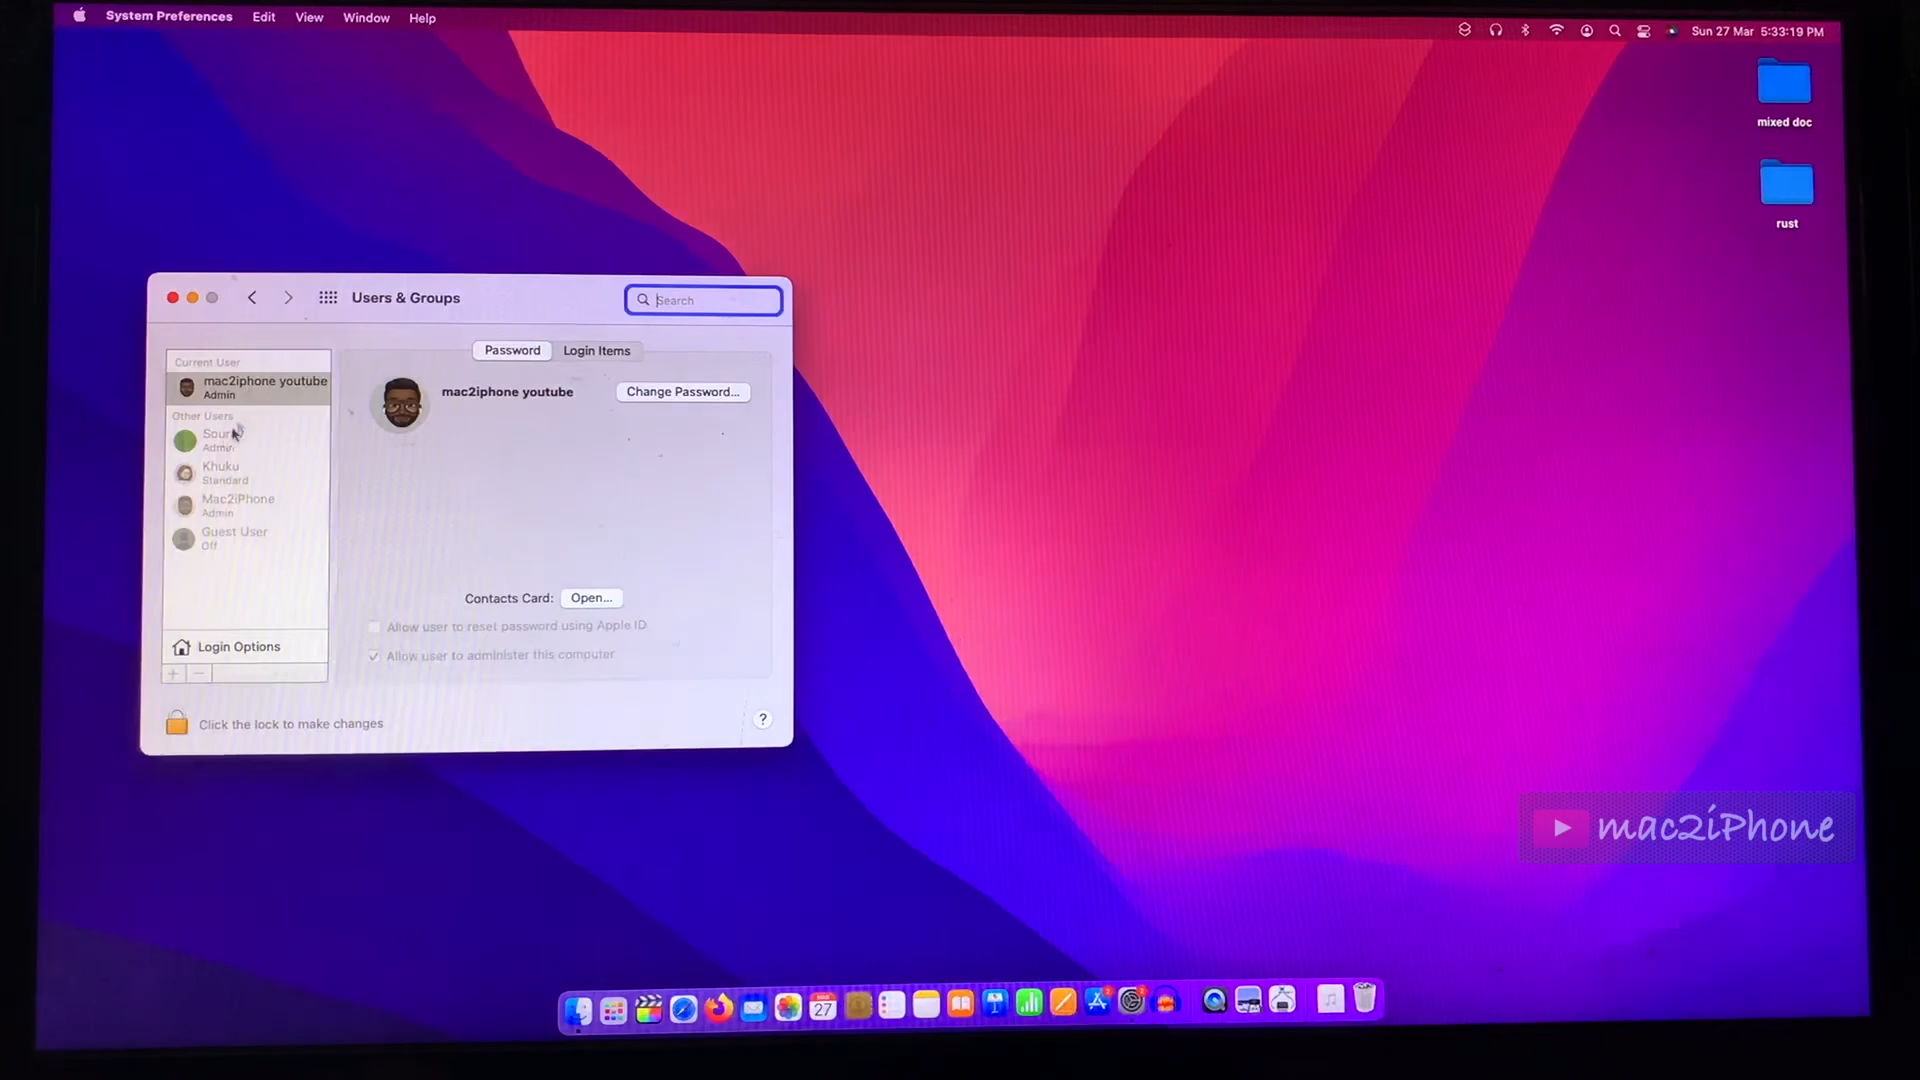 System Preferences Edit View Window Help
Sun 27 Mar 5:33:19 PM
mixed doc
rust
Users & Groups
Search
Password Login Items
Current User
mac2iphone youtube
Admin
Other Users
Admin
Khuku
Standard
Mac2iPhone
Admin
Guest User
Off
Login Options
mac2iphone youtube
Change Password...
Contacts Card: Open...
Allow user to reset password using Apple ID
Allow user to administer this computer
Click the lock to make changes
?
mac2iPhone
27